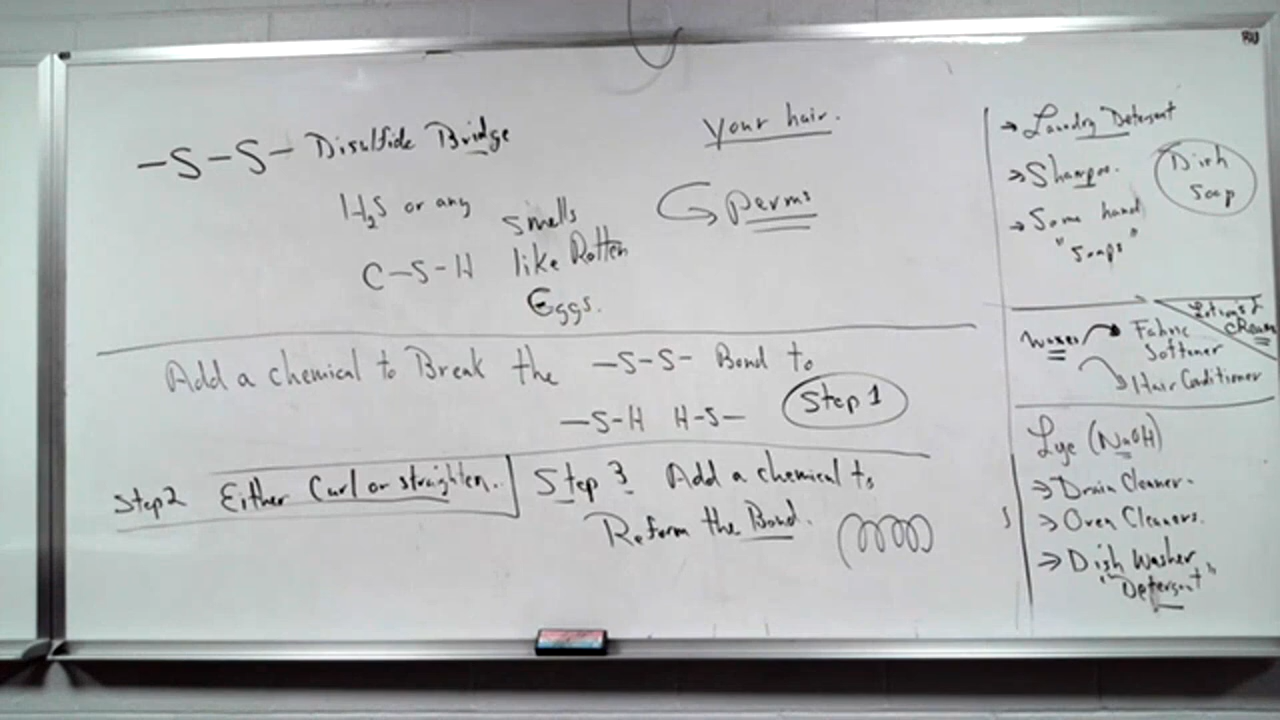 -S-S- Disulfide Bridge
H₂S or any
C-S-H
smells
like Rotten
Eggs.
Your hair.
Perms
Add a chemical to Break the -S-S- Bond to
-S-H H-S-
Step 1
Step 2 Either Curl or straighten..
Step 3 Add a chemical to
Reform the Bond.
→ Laundry Detergent
→ Shampoo.
→ Some hand
"Soaps"
Dish
Soap
Waxes
Fabric
Softener
Hair Conditioner
Lotion's &
CReams
Lye (NaOH)
→ Drain Cleaner.
→ Oven Cleaners.
→ Dish Washer
"Detergent"